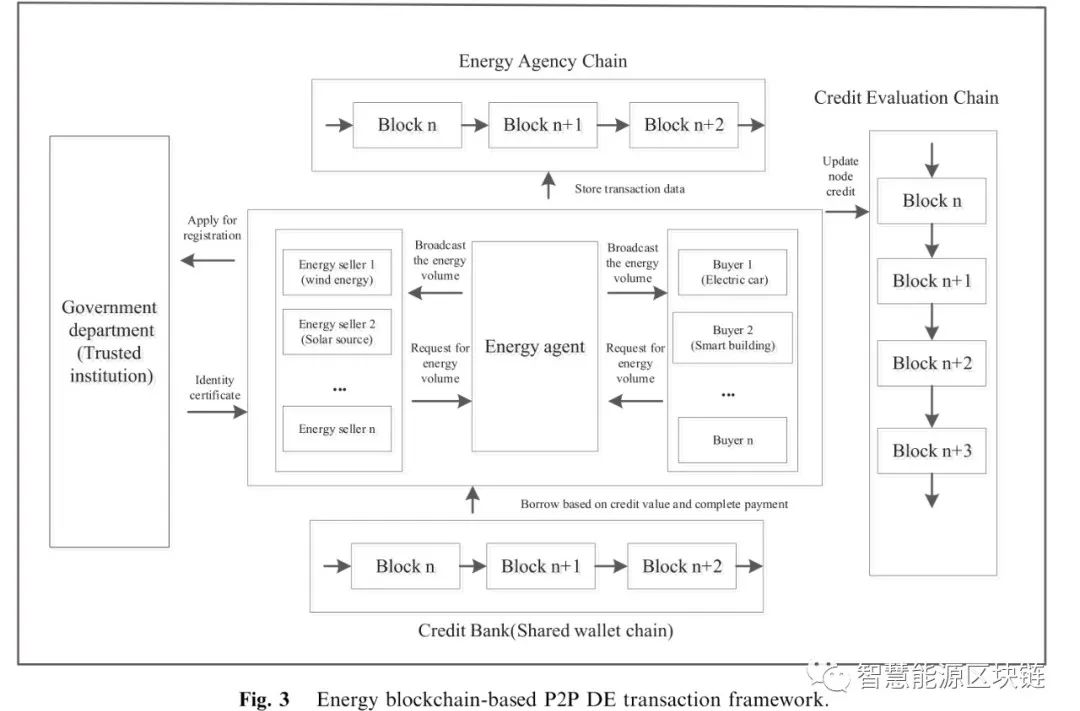 Energy Agency Chain
Block n
Block n+1
Block n+2
Credit Evaluation Chain
Update
node
credit
Block n
Block n+1
Block n+2
Block n+3
Store transaction data
Government
department
(Trusted
institution)
Apply for
registration
Identity
certificate
Energy seller 1
(wind energy)
Energy seller 2
(Solar source)
...
Energy seller n
Broadcast
the energy
volume
Request for
energy
volume
Energy agent
Broadcast
the energy
volume
Request for
energy
volume
Buyer 1
(Electric car)
Buyer 2
(Smart building)
...
Buyer n
Borrow based on credit value and complete payment
Block n
Block n+1
Block n+2
Credit Bank(Shared wallet chain)
智慧能源区块链
Fig. 3 Energy blockchain-based P2P DE transaction framework.